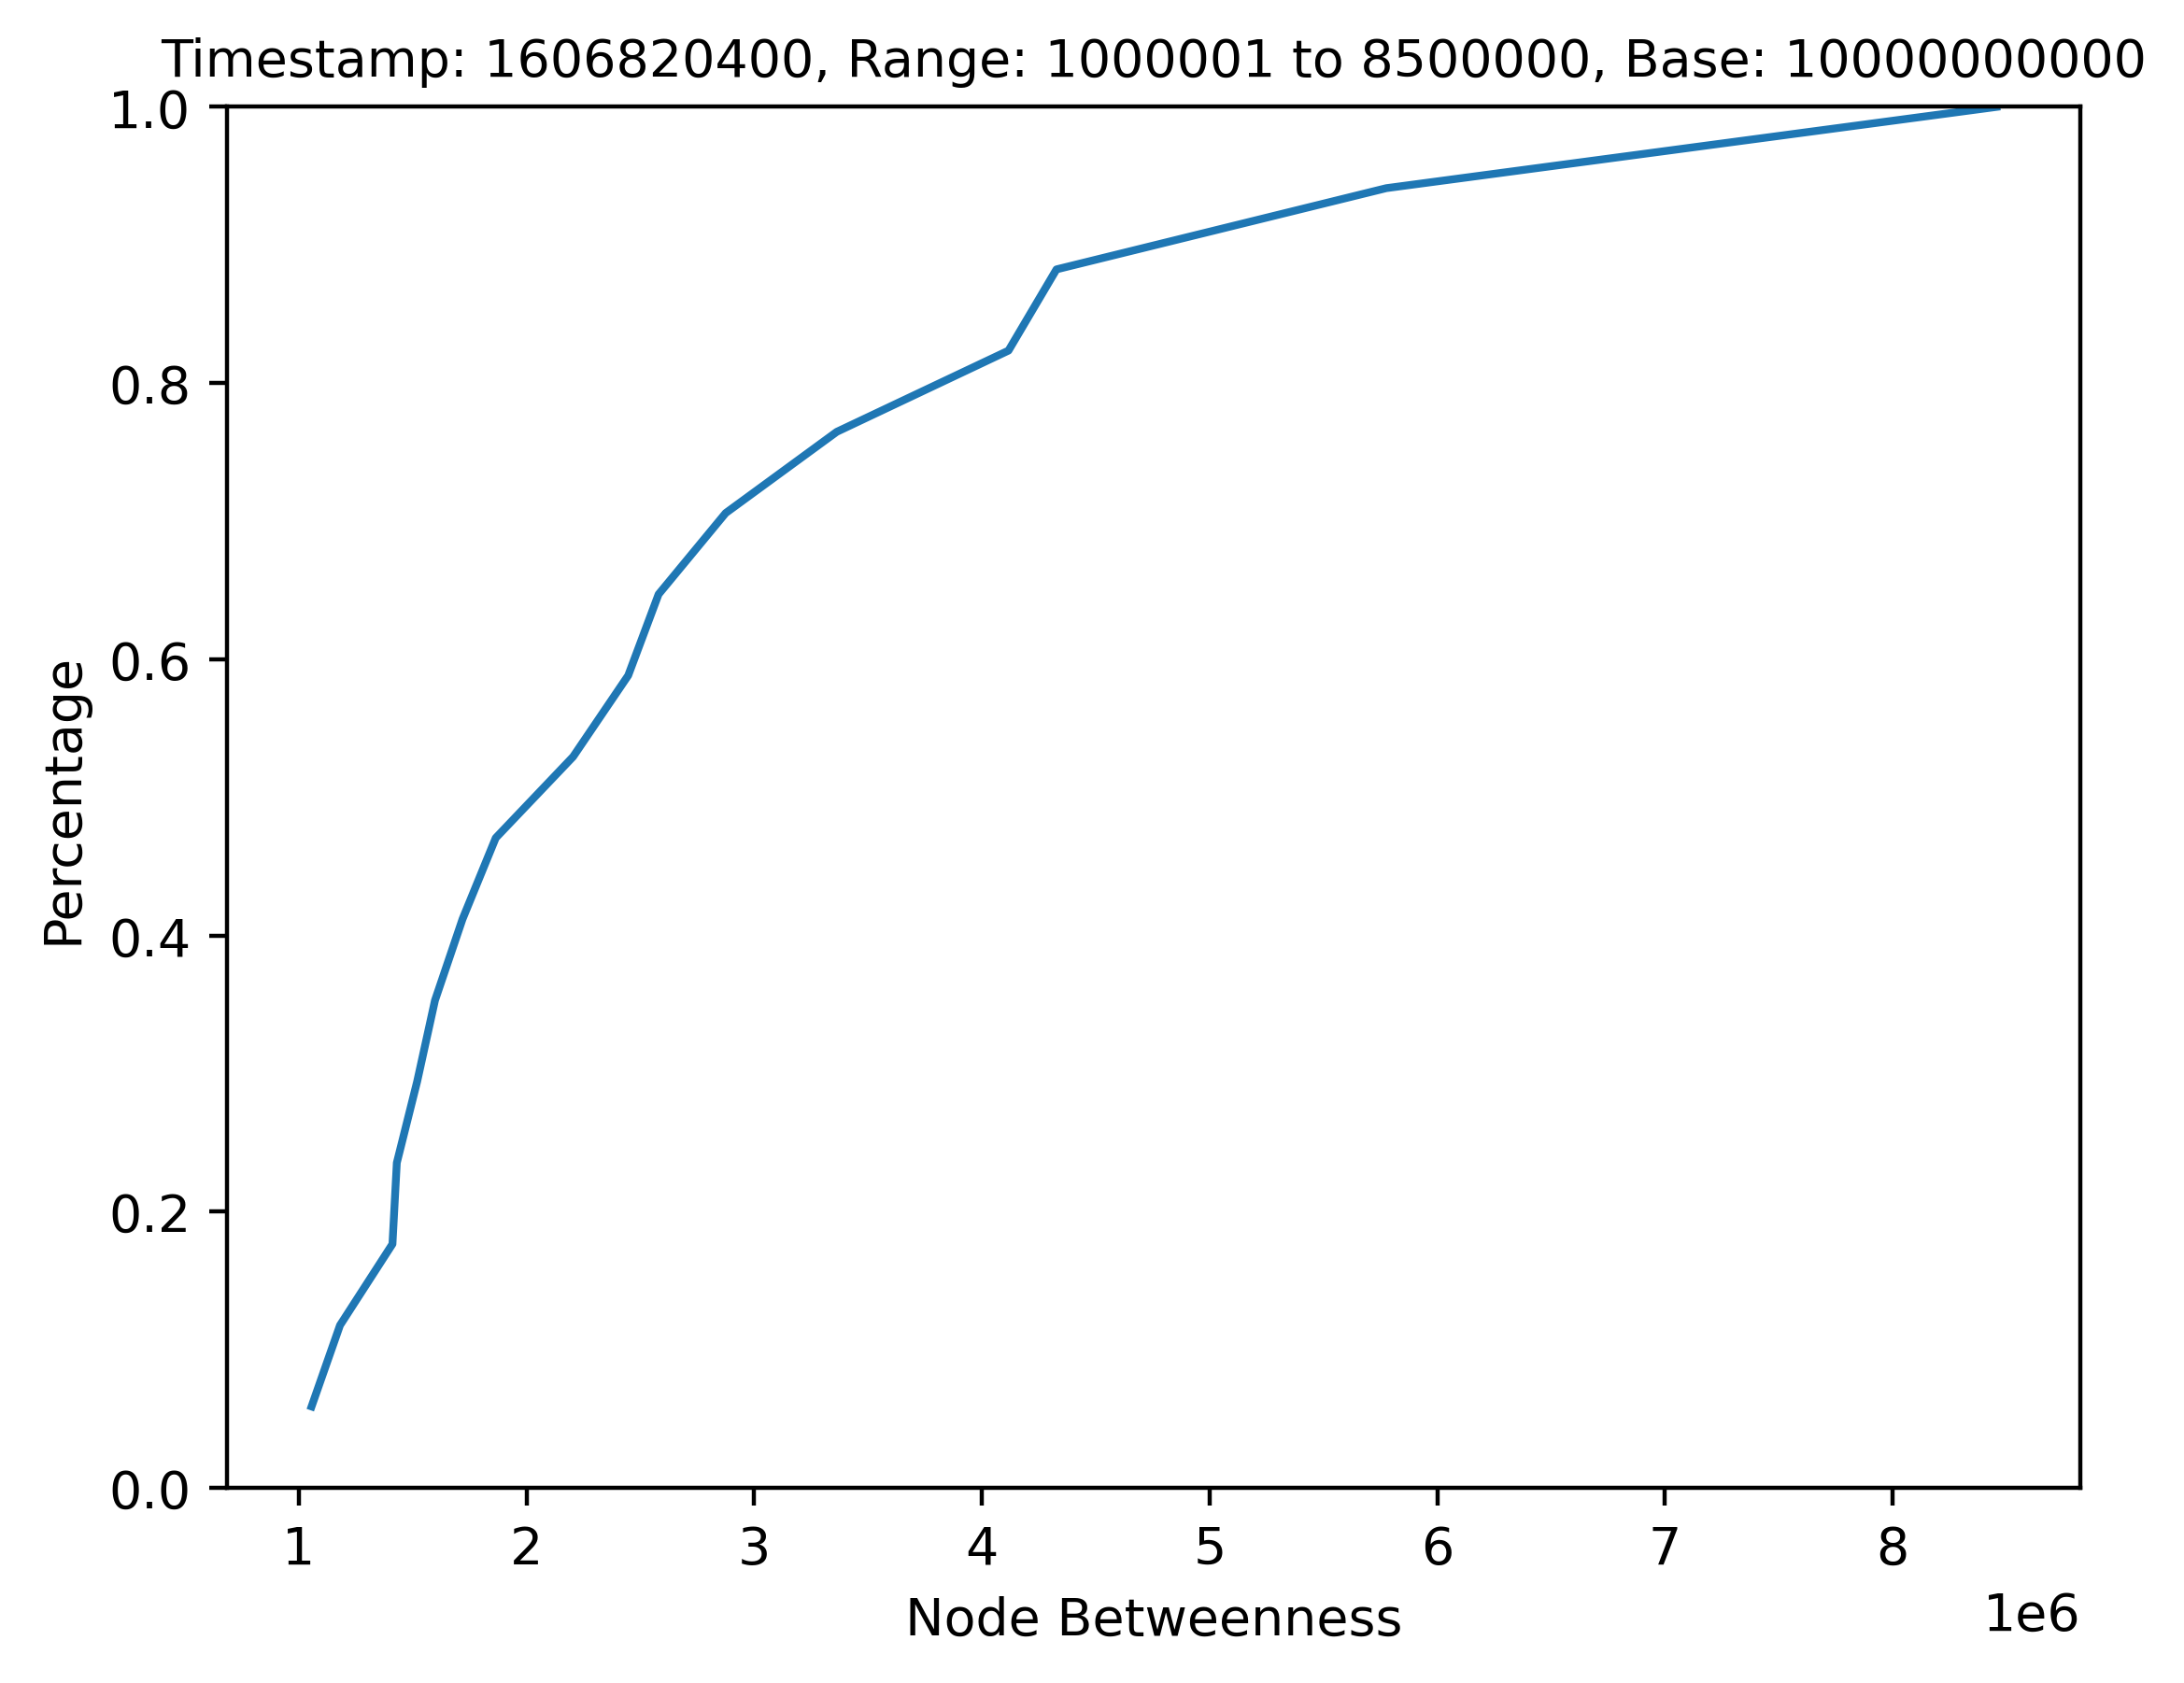 Timestamp: 1606820400, Range: 1000001 to 8500000, Base: 10000000000
1.0
0.8
0.6
0.4
0.2
0.0
Percentage
1 2 3 4 5 6 7 8
1e6
Node Betweenness